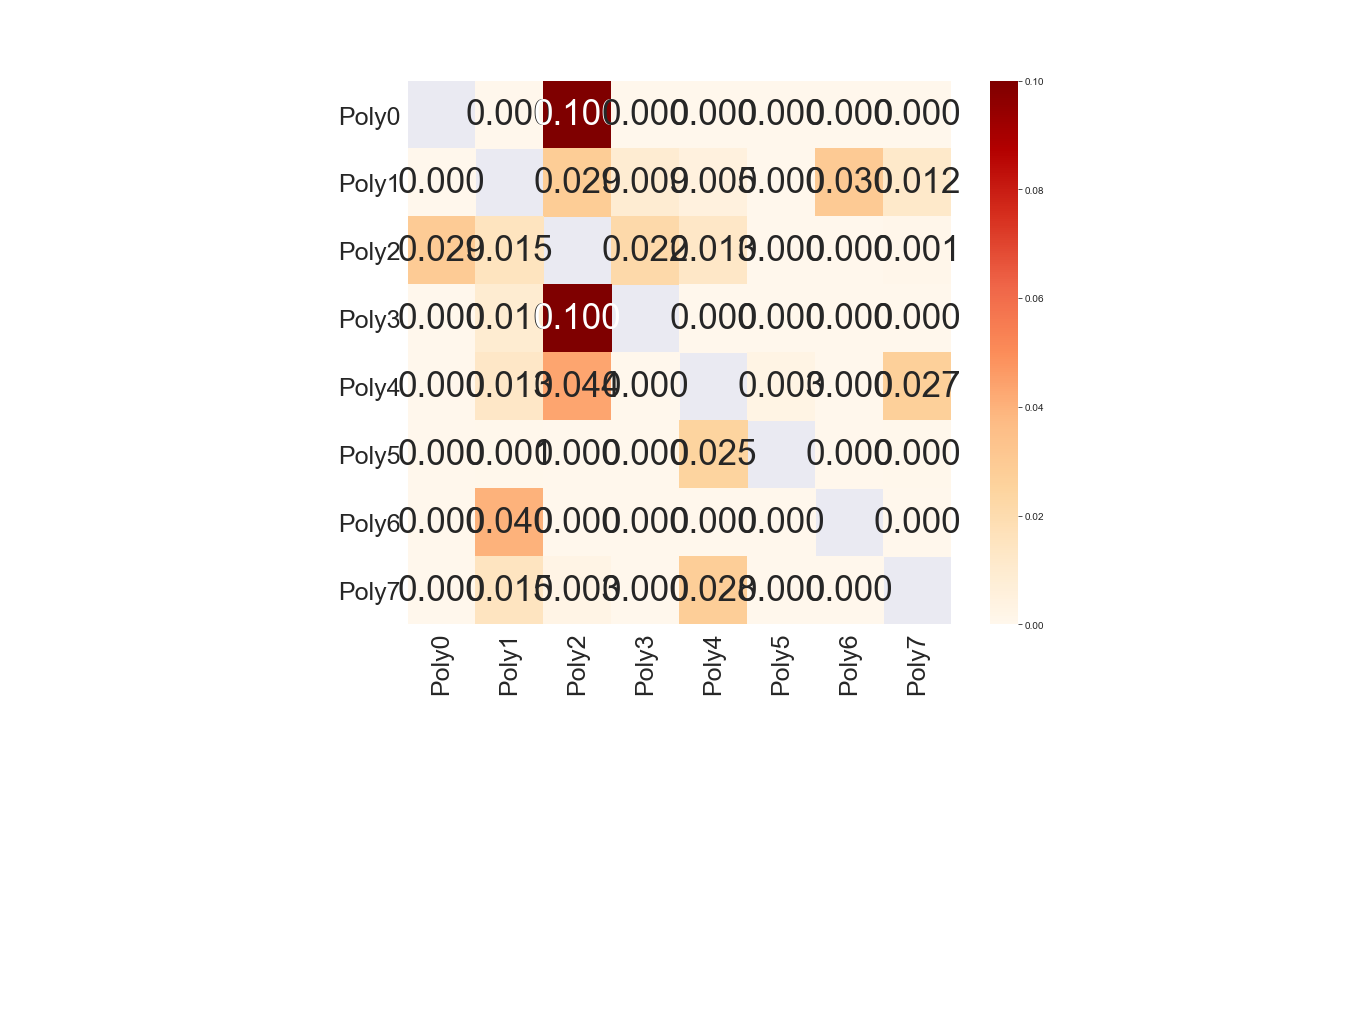 Poly0 0.000 0.100 0.000 0.000 0.000 0.000 0.000
Poly1 0.000 0.029 0.009 0.005 0.000 0.030 0.012
Poly2 0.029 0.015 0.022 0.013 0.000 0.000 0.001
Poly3 0.000 0.010 0.100 0.000 0.000 0.000 0.000
Poly4 0.000 0.013 0.044 0.000 0.003 0.000 0.027
Poly5 0.000 0.001 0.000 0.000 0.025 0.000 0.000
Poly6 0.000 0.040 0.000 0.000 0.000 0.000 0.000
Poly7 0.000 0.015 0.003 0.000 0.028 0.000 0.000
Poly0 Poly1 Poly2 Poly3 Poly4 Poly5 Poly6 Poly7
0.10
0.08
0.06
0.04
0.02
0.00